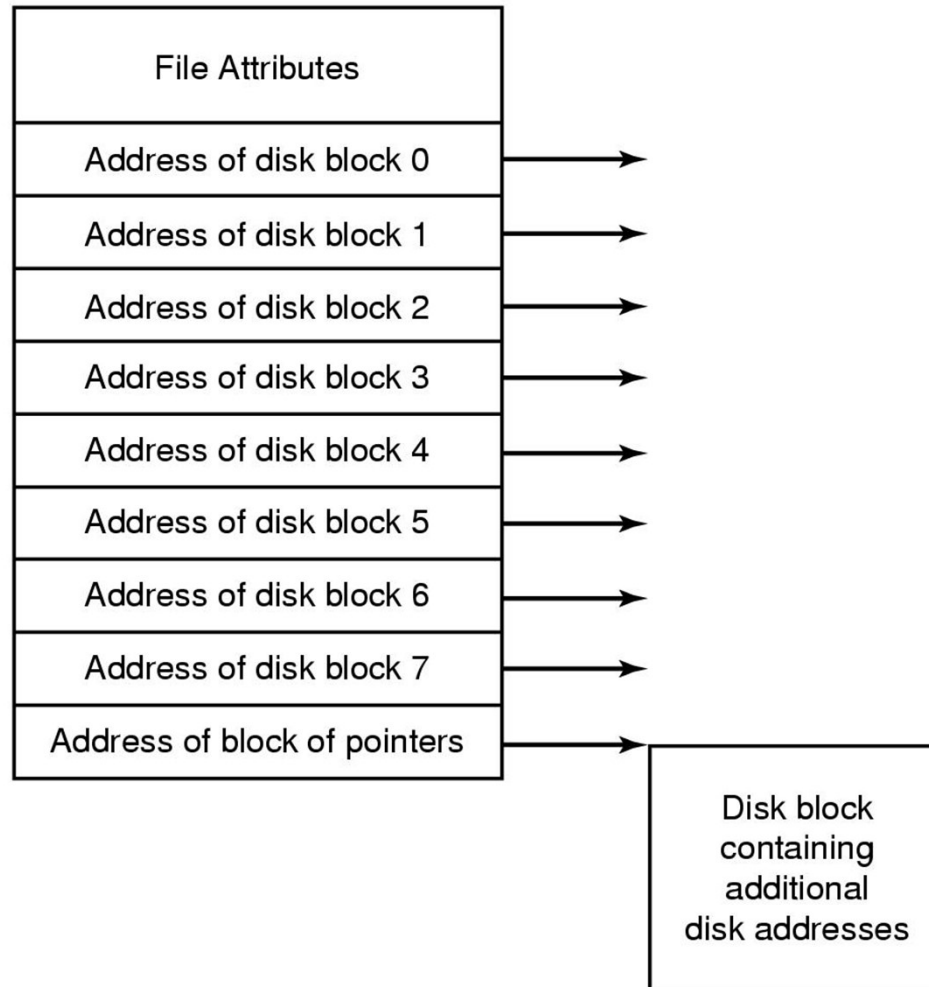 File Attributes
Address of disk block 0
Address of disk block 1
Address of disk block 2
Address of disk block 3
Address of disk block 4
Address of disk block 5
Address of disk block 6
Address of disk block 7
Address of block of pointers
Disk block
containing
additional
disk addresses